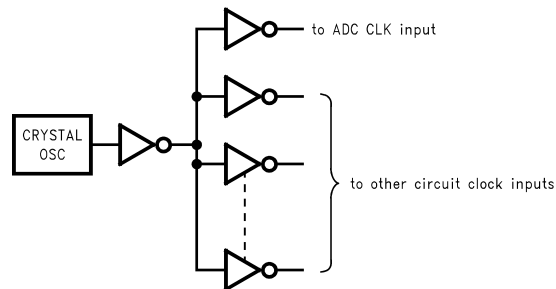 to ADC CLK input
CRYSTAL
OSC
to other circuit clock inputs